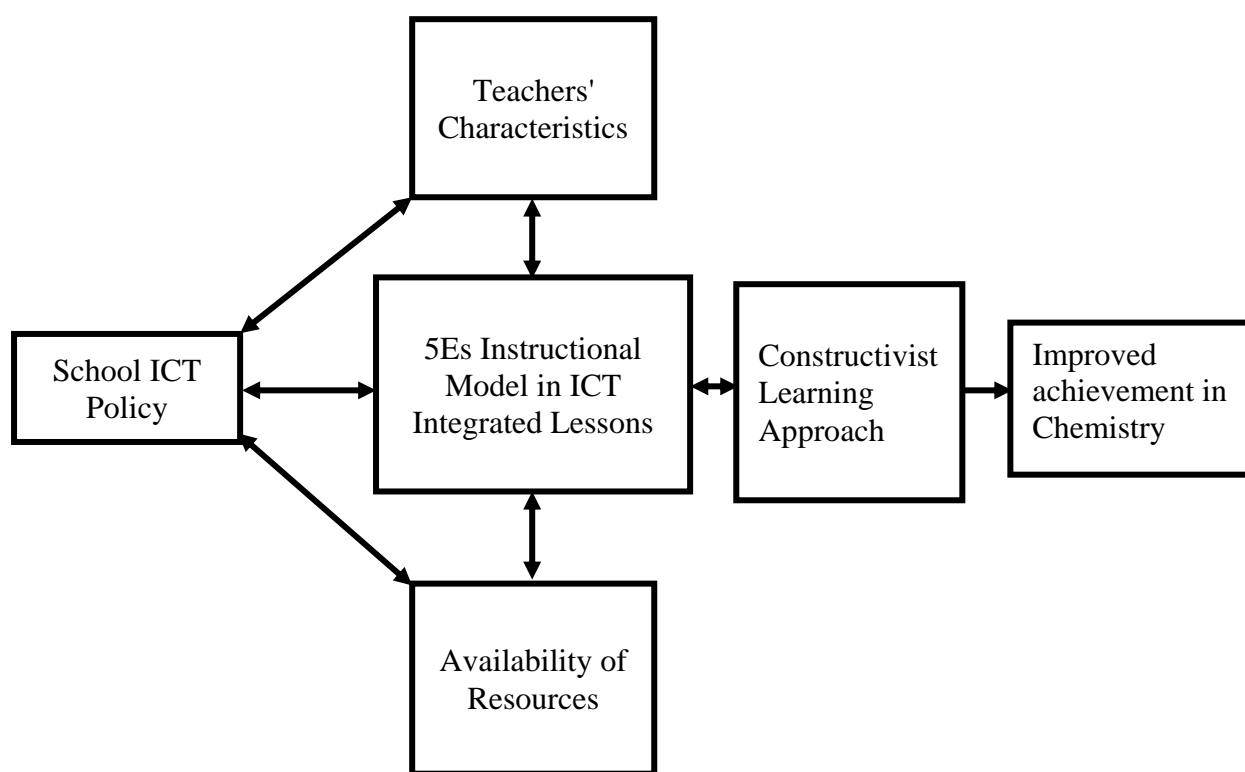 Teachers'
Characteristics
School ICT
Policy
5Es Instructional
Model in ICT
Integrated Lessons
Constructivist
Learning
Approach
Improved
achievement in
Chemistry
Availability of
Resources